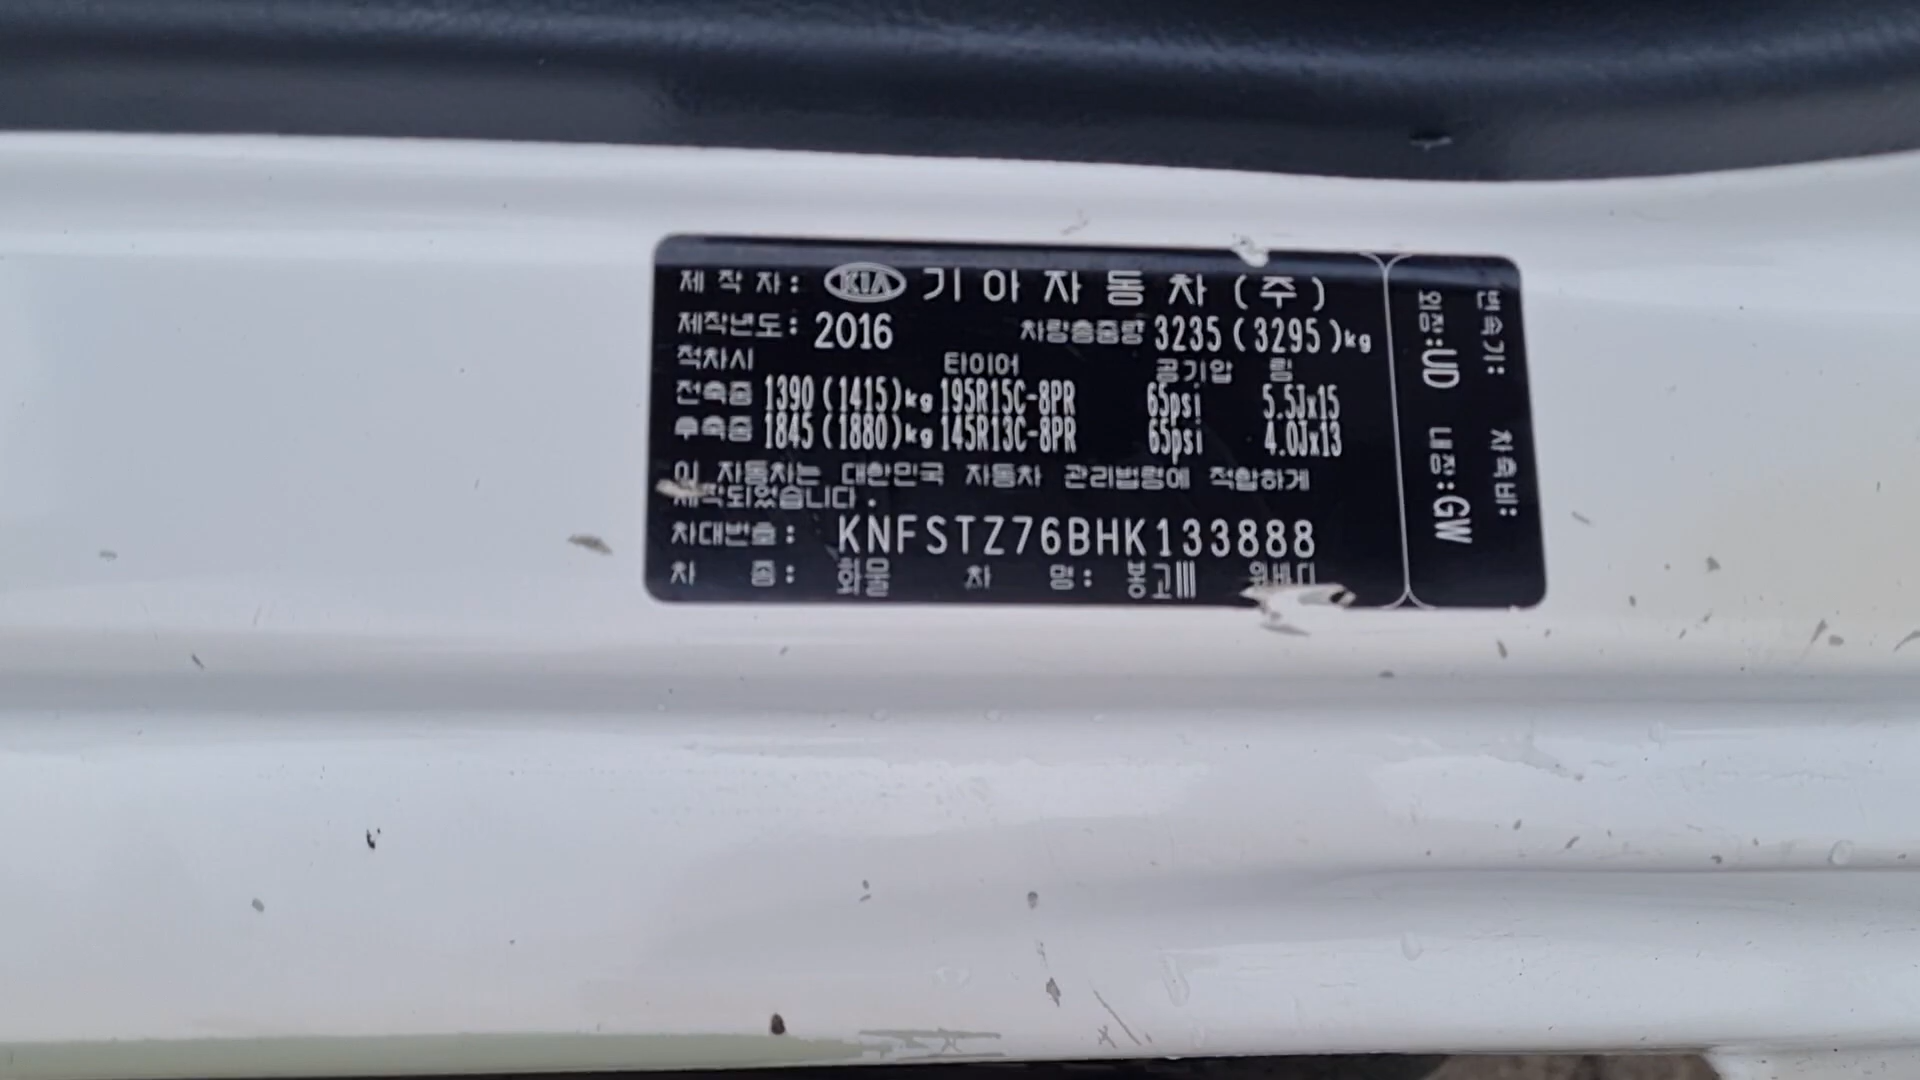 제 작 자 : KIA 기 아 자 동 차 ( 주 )
제작년도 : 2016 차량총중량 3235 ( 3295 )kg
적차시 타이어 공기압 림
전축중 1390 (1415)kg 195R15C-8PR 65psi 5.5Jx15
후축중 1845 (1880)kg 145R13C-8PR 65psi 4.0Jx13
이 자동차는 대한민국 자동차 관리법령에 적합하게
제작되었습니다.
차대번호 : KNFSTZ76BHK133888
차 종 : 화물 차 명 : 봉고III
변속기: 차축비:
외장:UD 내장:GW